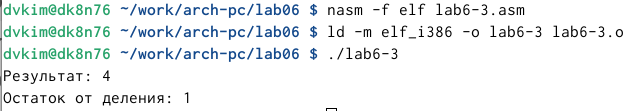 dvkim@dk8n76 ~/work/arch-pc/lab06 $ nasm -f elf lab6-3.asm
dvkim@dk8n76 ~/work/arch-pc/lab06 $ ld -m elf_i386 -o lab6-3 lab6-3.o
dvkim@dk8n76 ~/work/arch-pc/lab06 $ ./lab6-3
Результат: 4
Остаток от деления: 1